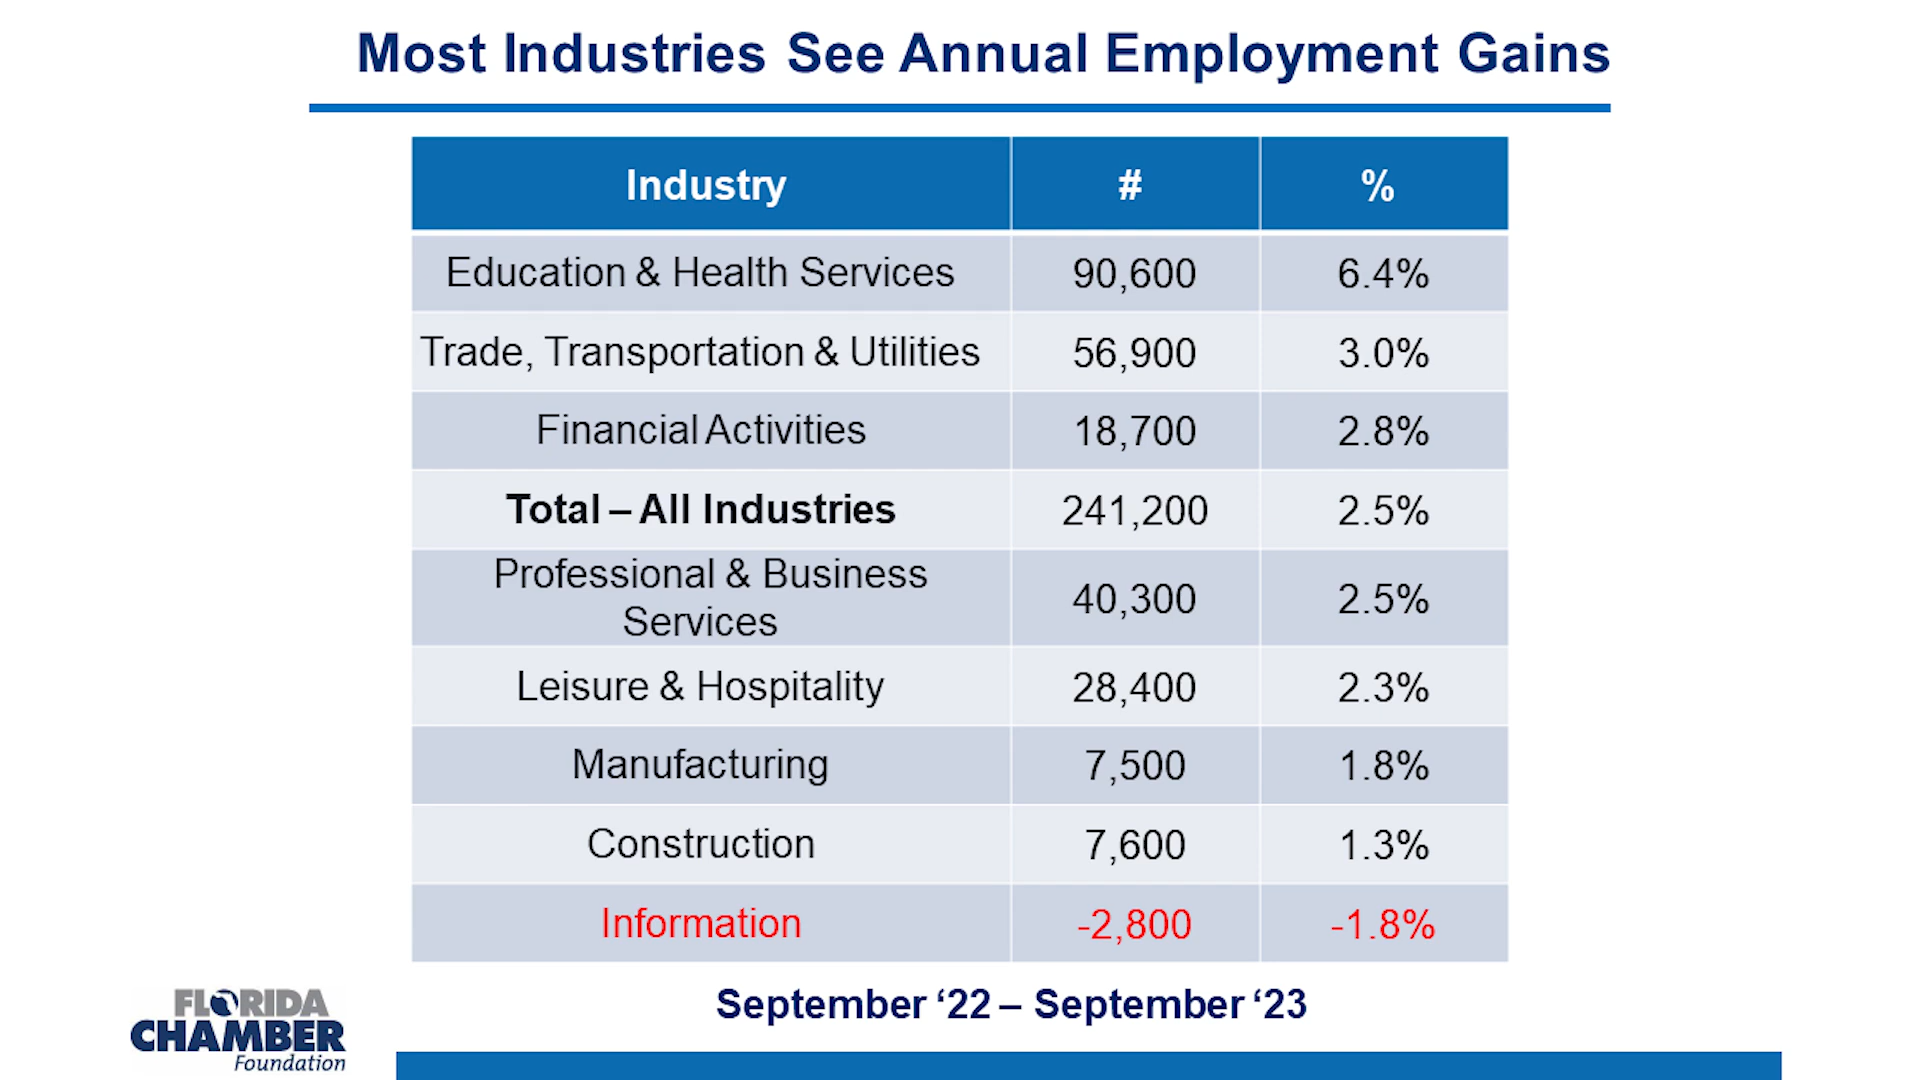 Most Industries See Annual Employment Gains
Industry # %
Education & Health Services 90,600 6.4%
Trade, Transportation & Utilities 56,900 3.0%
Financial Activities 18,700 2.8%
Total – All Industries 241,200 2.5%
Professional & Business
Services 40,300 2.5%
Leisure & Hospitality 28,400 2.3%
Manufacturing 7,500 1.8%
Construction 7,600 1.3%
Information -2,800 -1.8%
September ‘22 – September ‘23
FLORIDA
CHAMBER
Foundation